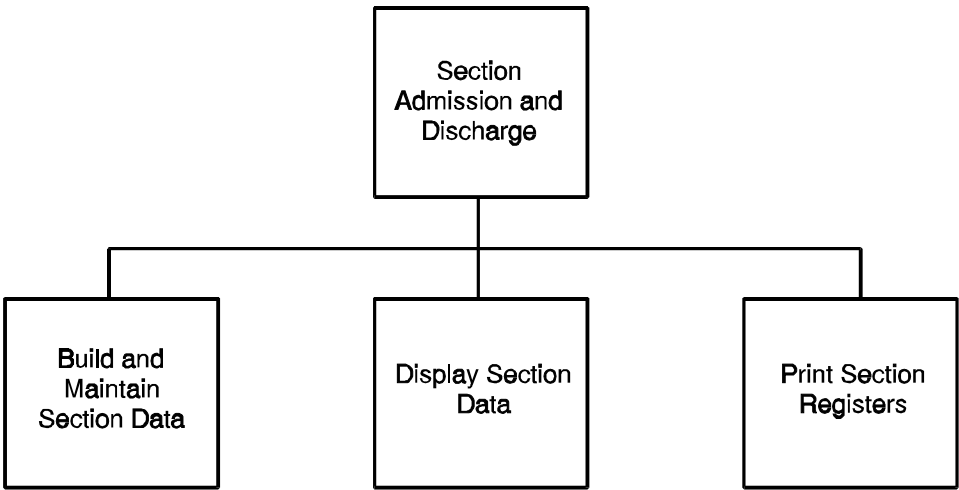 Section
Admission and
Discharge
Build and
Maintain
Section Data
Display Section
Data
Print Section
Registers